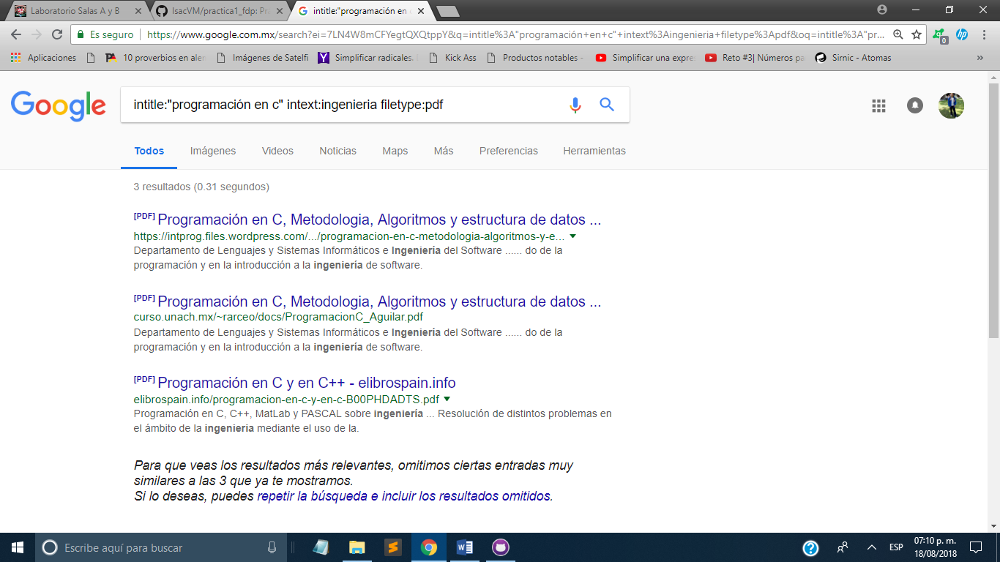 Laboratorio Salas A y B
IsacVM/practica1_fdp: Pr
intitle:"programación en c
Es seguro
https://www.google.com.mx/search?ei=7LN4W8mCFYegtQXQtppY&q=intitle%3A"programación+en+c"+intext%3Aingenieria+filetype%3Apdf&oq=intitle%3A"pr...
0
Aplicaciones
10 proverbios en aler
Imágenes de Satelfi
Simplificar radicales.
Kick Ass
Productos notables -
Simplificar una expre
Reto #3| Números pa
Sirnic - Atomas
»
Google
intitle:"programación en c" intext:ingenieria filetype:pdf
Todos
Imágenes
Videos
Noticias
Maps
Más
Preferencias
Herramientas
3 resultados (0.31 segundos)
[PDF] Programación en C, Metodologia, Algoritmos y estructura de datos ...
https://intprog.files.wordpress.com/.../programacion-en-c-metodologia-algoritmos-y-e...
Departamento de Lenguajes y Sistemas Informáticos e Ingeniería del Software ...... do de la
programación y en la introducción a la ingeniería de software.
[PDF] Programación en C, Metodologia, Algoritmos y estructura de datos ...
curso.unach.mx/~rarceo/docs/ProgramacionC_Aguilar.pdf
Departamento de Lenguajes y Sistemas Informáticos e Ingeniería del Software ...... do de la
programación y en la introducción a la ingeniería de software.
[PDF] Programación en C y en C++ - elibrospain.info
elibrospain.info/programacion-en-c-y-en-c-B00PHDADTS.pdf
Programación en C, C++, MatLab y PASCAL sobre ingeniería ... Resolución de distintos problemas en
el ámbito de la ingeniería mediante el uso de la.
Para que veas los resultados más relevantes, omitimos ciertas entradas muy
similares a las 3 que ya te mostramos.
Si lo deseas, puedes repetir la búsqueda e incluir los resultados omitidos.
Escribe aquí para buscar
ESP
07:10 p. m.
18/08/2018